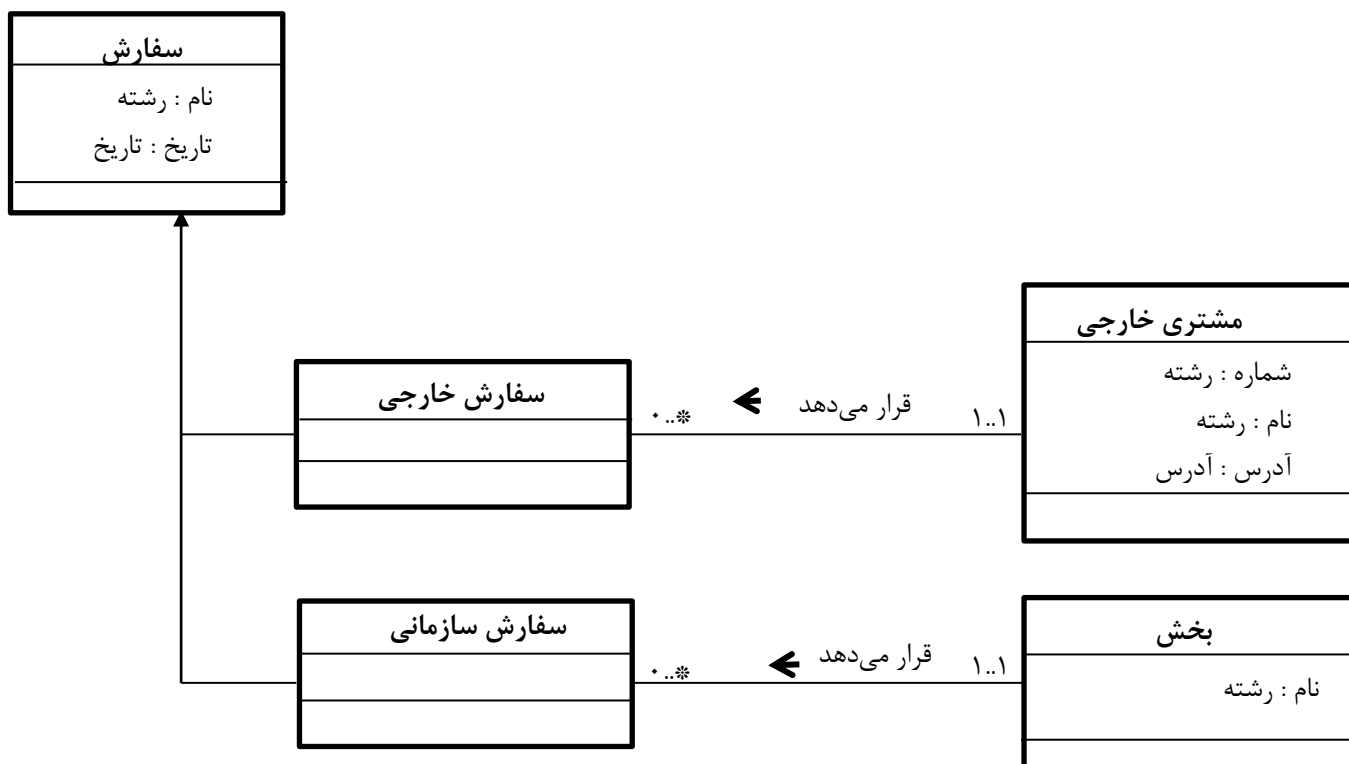 سفارش
نام : رشته
تاریخ : تاریخ
مشتری خارجی
شماره : رشته
نام : رشته
آدرس : آدرس
سفارش خارجی
۱..۱
قرار می‌دهد
۰..*
سفارش سازمانی
بخش
نام : رشته
۱..۱
قرار می‌دهد
۰..*